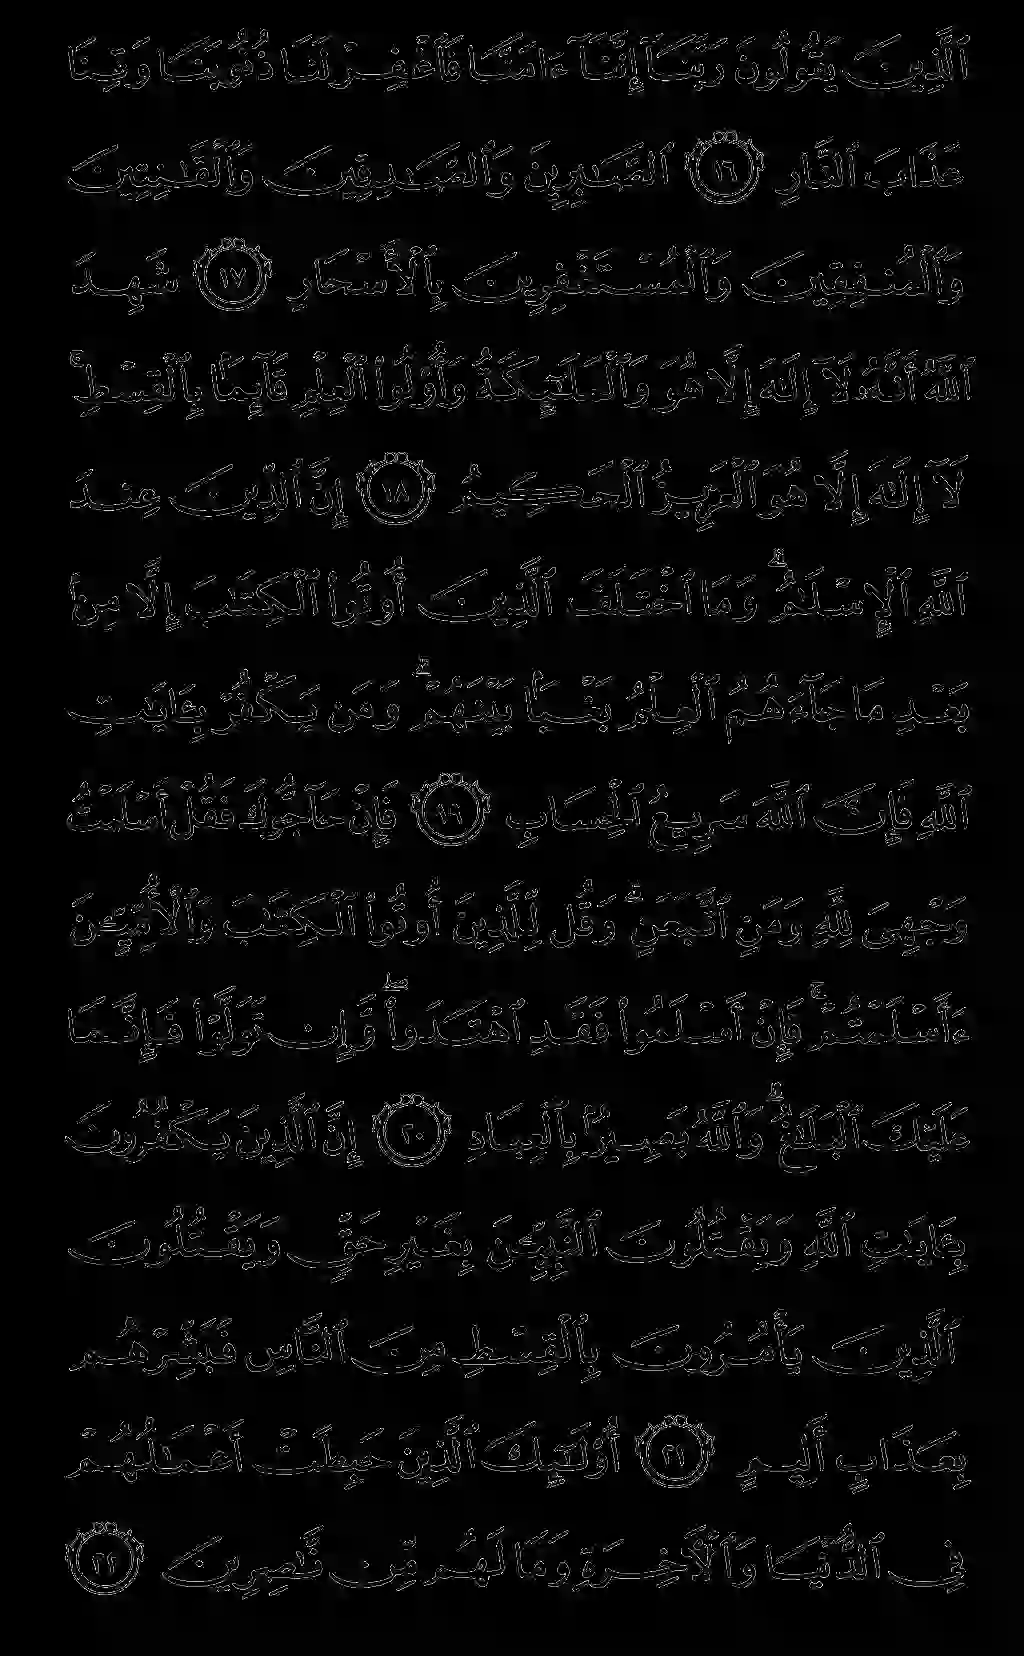 ٱلَّذِينَ يَقُولُونَ رَبَّنَآ إِنَّنَآ ءَامَنَّا فَٱغْفِرْ لَنَا ذُنُوبَنَا وَقِنَا
عَذَابَ ٱلنَّارِ ١٦ ٱلصَّٰبِرِينَ وَٱلصَّٰدِقِينَ وَٱلْقَٰنِتِينَ
وَٱلْمُنفِقِينَ وَٱلْمُسْتَغْفِرِينَ بِٱلْأَسْحَارِ ١٧ شَهِدَ
ٱللَّهُ أَنَّهُۥ لَآ إِلَٰهَ إِلَّا هُوَ وَٱلْمَلَٰٓئِكَةُ وَأُو۟لُوا۟ ٱلْعِلْمِ قَآئِمًۢا بِٱلْقِسْطِ ۚ
لَآ إِلَٰهَ إِلَّا هُوَ ٱلْعَزِيزُ ٱلْحَكِيمُ ١٨ إِنَّ ٱلدِّينَ عِندَ
ٱللَّهِ ٱلْإِسْلَٰمُ ۗ وَمَا ٱخْتَلَفَ ٱلَّذِينَ أُوتُوا۟ ٱلْكِتَٰبَ إِلَّا مِنۢ
بَعْدِ مَا جَآءَهُمُ ٱلْعِلْمُ بَغْيًۢا بَيْنَهُمْ ۗ وَمَن يَكْفُرْ بِـَٔايَٰتِ
ٱللَّهِ فَإِنَّ ٱللَّهَ سَرِيعُ ٱلْحِسَابِ ١٩ فَإِنْ حَآجُّوكَ فَقُلْ أَسْلَمْتُ
وَجْهِىَ لِلَّهِ وَمَنِ ٱتَّبَعَنِ ۗ وَقُل لِّلَّذِينَ أُوتُوا۟ ٱلْكِتَٰبَ وَٱلْأُمِّيِّـۧنَ
ءَأَسْلَمْتُمْ ۚ فَإِنْ أَسْلَمُوا۟ فَقَدِ ٱهْتَدَوا۟ ۖ وَّإِن تَوَلَّوْا۟ فَإِنَّمَا
عَلَيْكَ ٱلْبَلَٰغُ ۗ وَٱللَّهُ بَصِيرٌۢ بِٱلْعِبَادِ ٢٠ إِنَّ ٱلَّذِينَ يَكْفُرُونَ
بِـَٔايَٰتِ ٱللَّهِ وَيَقْتُلُونَ ٱلنَّبِيِّـۧنَ بِغَيْرِ حَقٍّ وَيَقْتُلُونَ
ٱلَّذِينَ يَأْمُرُونَ بِٱلْقِسْطِ مِنَ ٱلنَّاسِ فَبَشِّرْهُم
بِعَذَابٍ أَلِيمٍ ٢١ أُو۟لَٰٓئِكَ ٱلَّذِينَ حَبِطَتْ أَعْمَٰلُهُمْ
فِى ٱلدُّنْيَا وَٱلْـَٔاخِرَةِ وَمَا لَهُم مِّن نَّٰصِرِينَ ٢٢